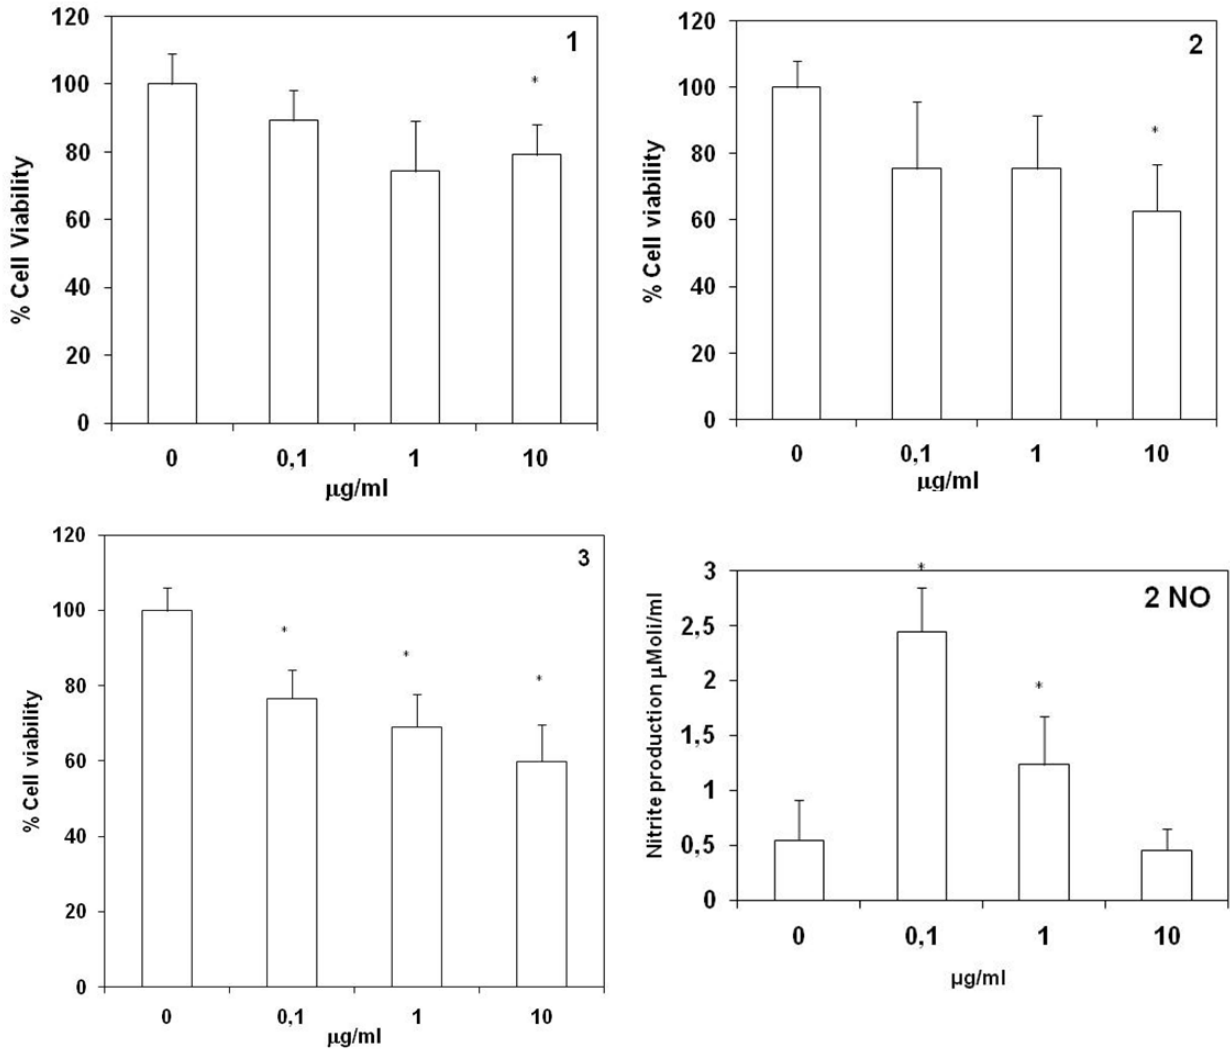 1
% Cell Viability
120
100
80
60
40
20
0
*
0 0,1 1 10
µg/ml
2
% Cell viability
120
100
80
60
40
20
0
*
0 0,1 1 10
µg/ml
3
% Cell viability
120
100
80
60
40
20
0
* * *
0 0,1 1 10
µg/ml
2 NO
Nitrite production µMoli/ml
3
2,5
2
1,5
1
0,5
0
* *
0 0,1 1 10
µg/ml